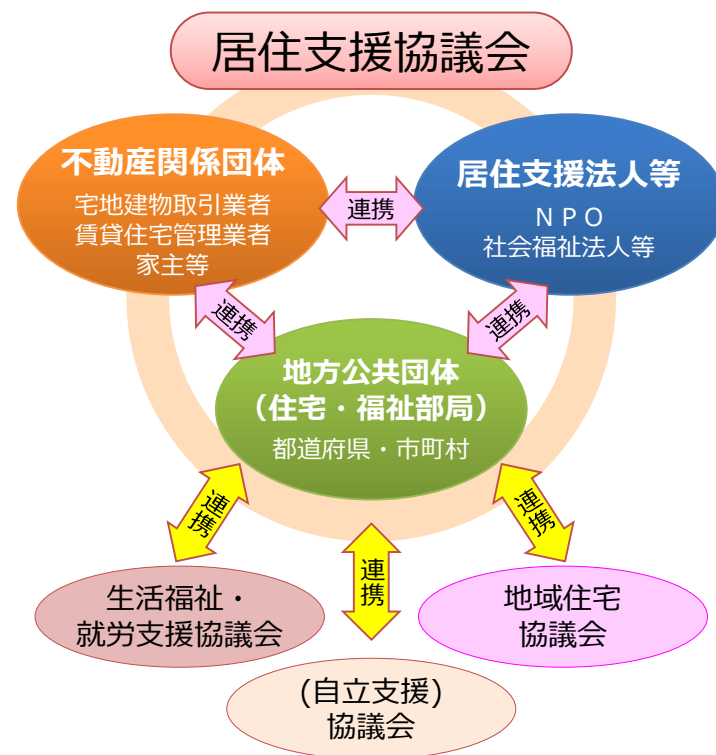 居住支援協議会
不動産関係団体
宅地建物取引業者
賃貸住宅管理業者
家主等
連携
居住支援法人等
ＮＰＯ
社会福祉法人等
連携
連携
地方公共団体
（住宅・福祉部局）
都道府県・市町村
連携
連携
連携
生活福祉・
就労支援協議会
地域住宅
協議会
(自立支援)
協議会